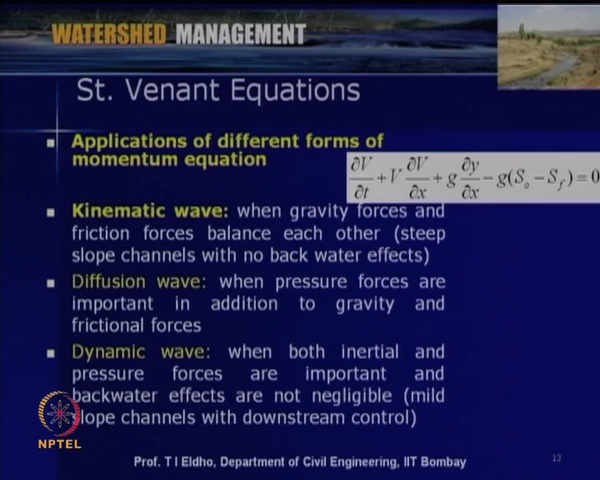 WATERSHED MANAGEMENT
St. Venant Equations
Applications of different forms of
momentum equation
∂V/∂t + V ∂V/∂x + g ∂y/∂x − g(S_o − S_f) = 0
Kinematic wave: when gravity forces and
friction forces balance each other (steep
slope channels with no back water effects)
Diffusion wave: when pressure forces are
important in addition to gravity and
frictional forces
Dynamic wave: when both inertial and
pressure forces are important and
backwater effects are not negligible (mild
slope channels with downstream control)
NPTEL
Prof. T I Eldho, Department of Civil Engineering, IIT Bombay
13